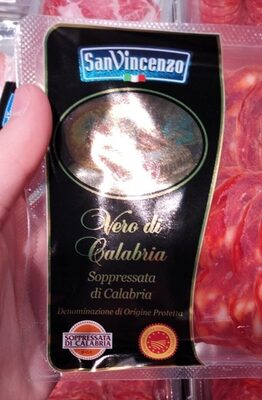 SanVincenzo
Vero di
Calabria
Soppressata
di Calabria
Denominazione di Origine Protetta
SOPPRESSATA
DI CALABRIA